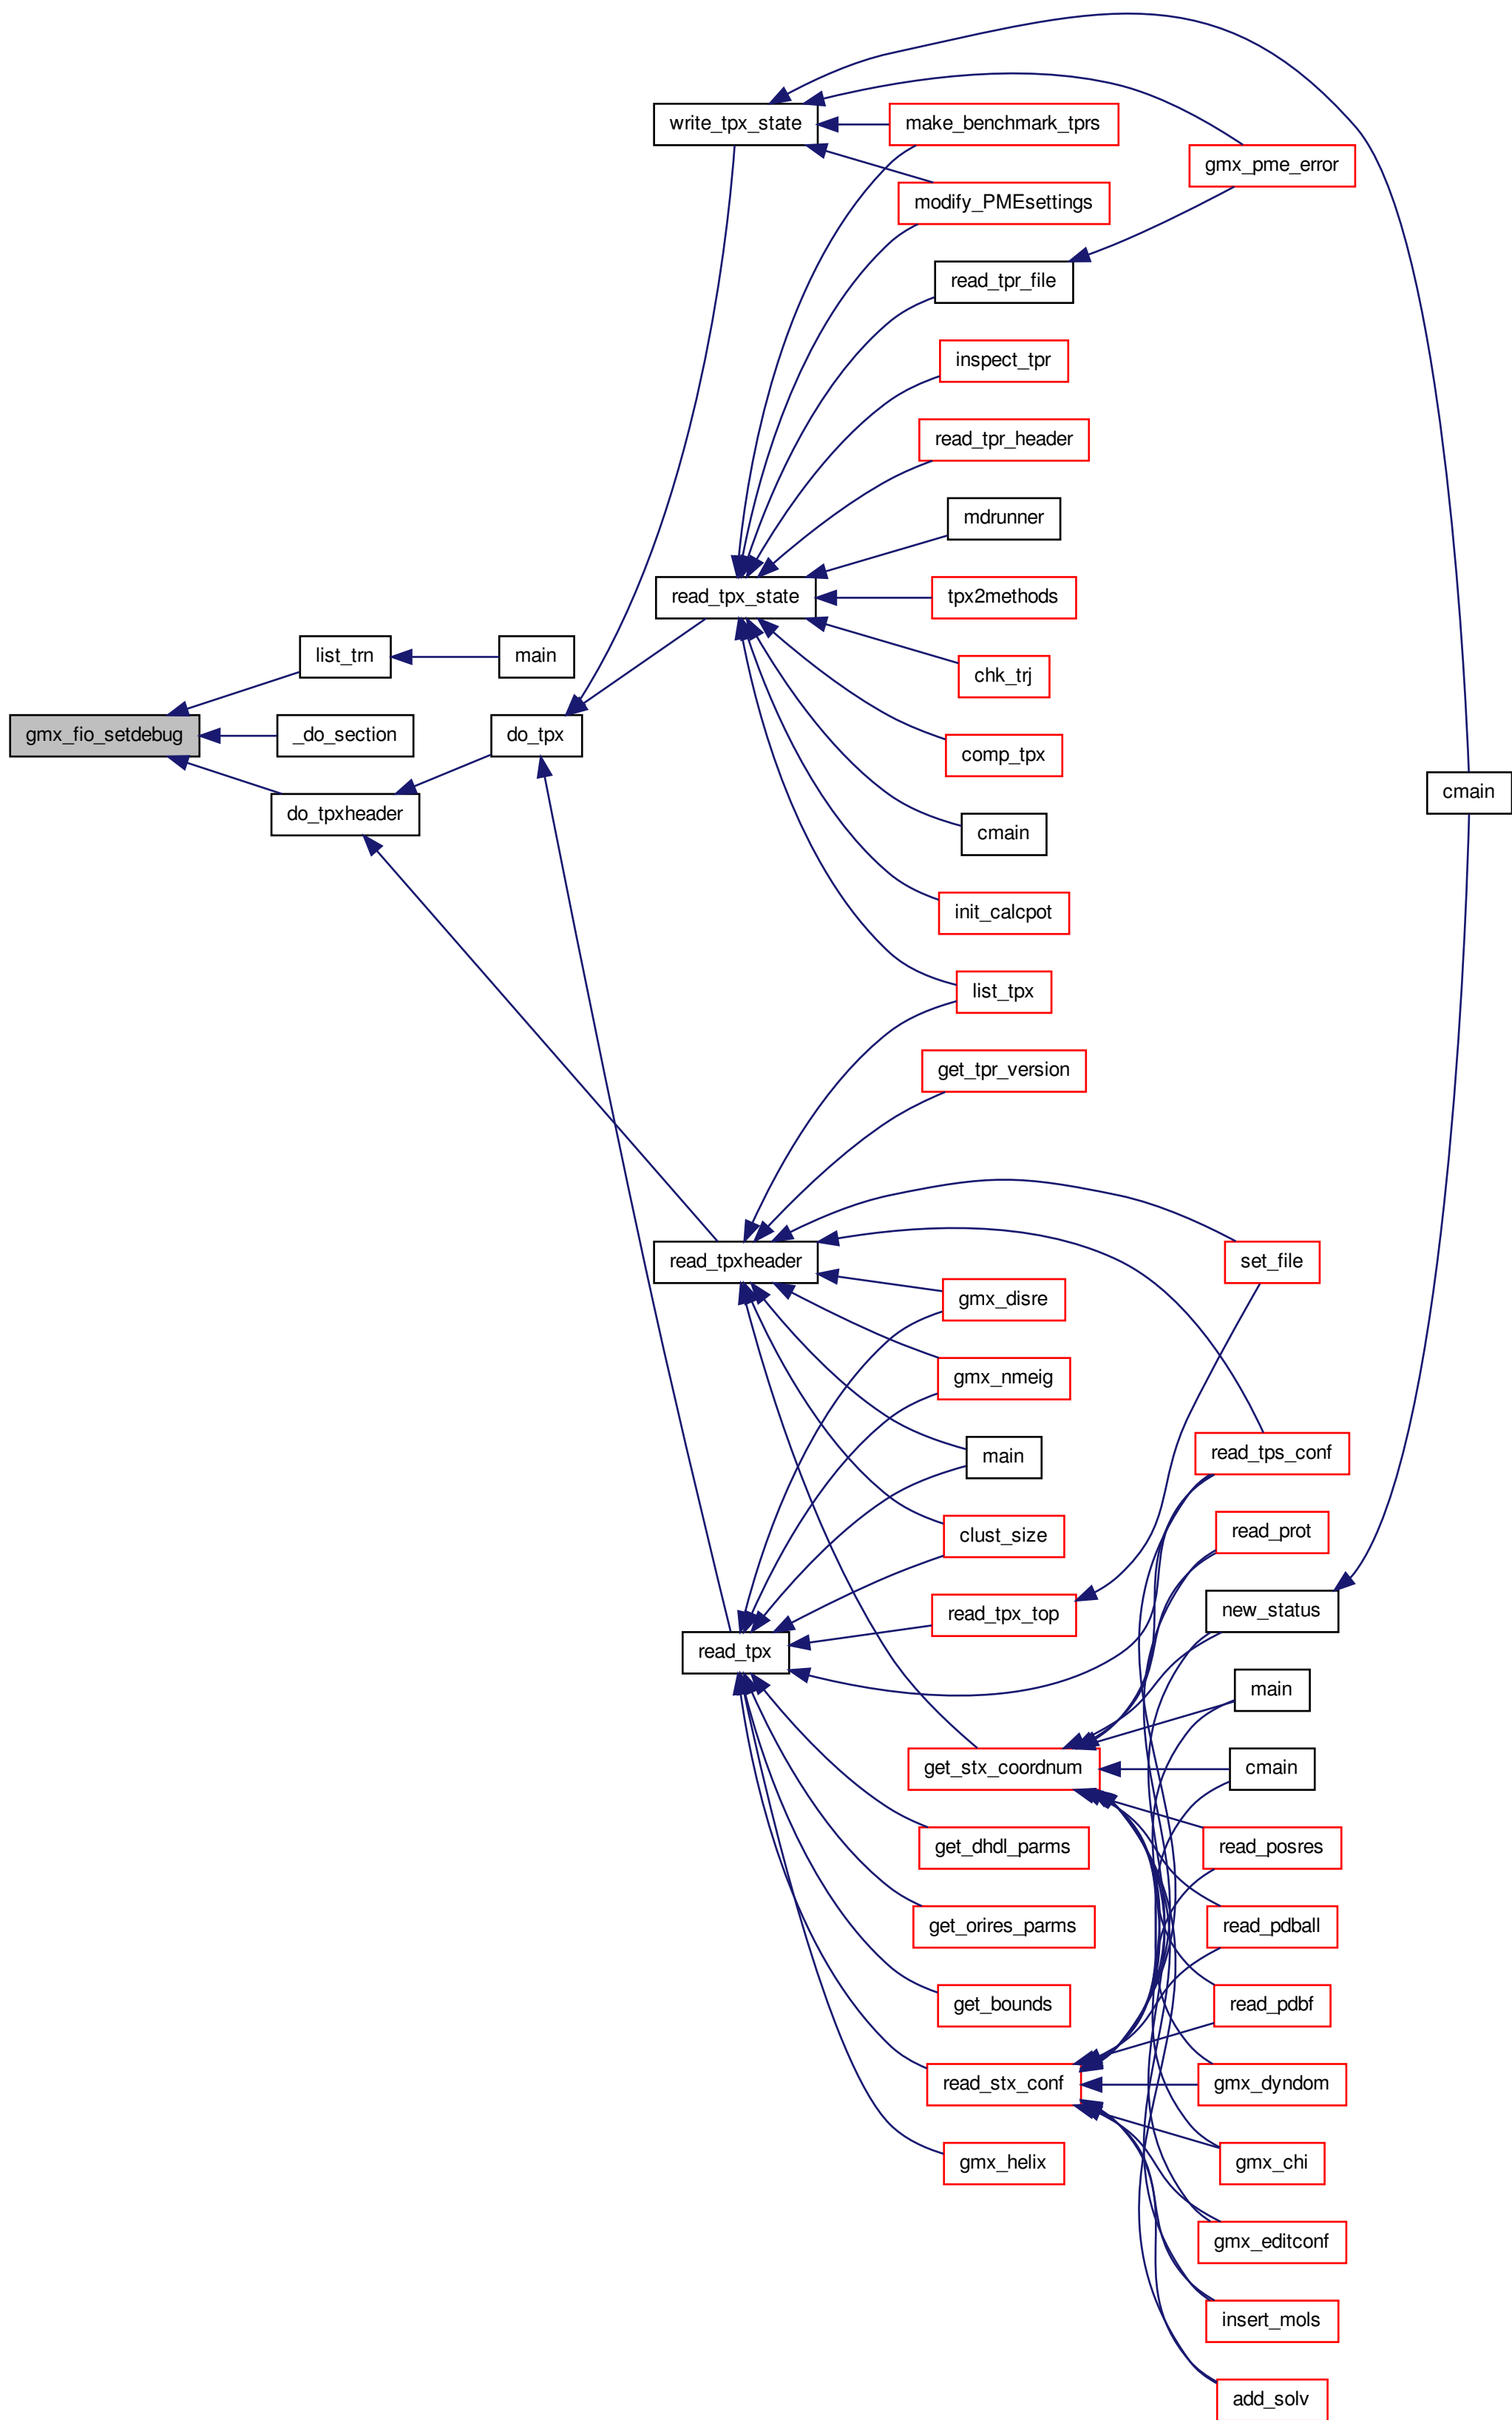 write_tpx_state
make_benchmark_tprs
gmx_pme_error
modify_PMEsettings
read_tpr_file
inspect_tpr
read_tpr_header
mdrunner
read_tpx_state
tpx2methods
list_trn
main
chk_trj
gmx_fio_setdebug
_do_section
do_tpx
comp_tpx
cmain
do_tpxheader
cmain
init_calcpot
list_tpx
get_tpr_version
read_tpxheader
set_file
gmx_disre
gmx_nmeig
main
read_tps_conf
clust_size
read_prot
read_tpx_top
new_status
read_tpx
main
get_stx_coordnum
cmain
get_dhdl_parms
read_posres
get_orires_parms
read_pdball
get_bounds
read_pdbf
read_stx_conf
gmx_dyndom
gmx_helix
gmx_chi
gmx_editconf
insert_mols
add_solv